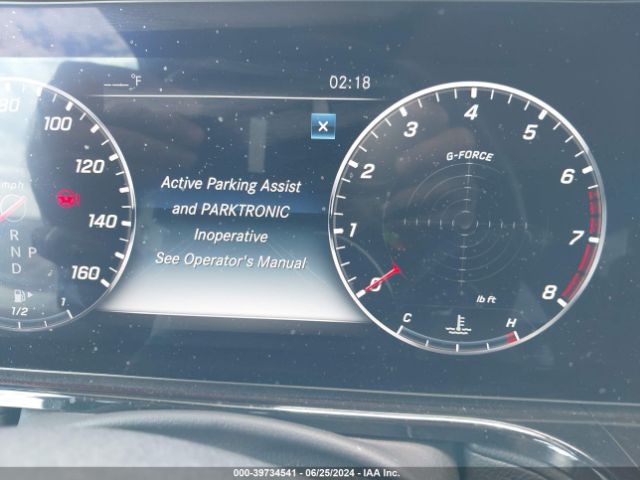 __°F
02:18
80
100
120
140
160
mph
R
N P
D
1/2
1
X
Active Parking Assist
and PARKTRONIC
Inoperative
See Operator's Manual
0
1
2
3
4
5
6
7
8
G-FORCE
lb ft
C
H
000-39734541 - 06/25/2024 - IAA Inc.